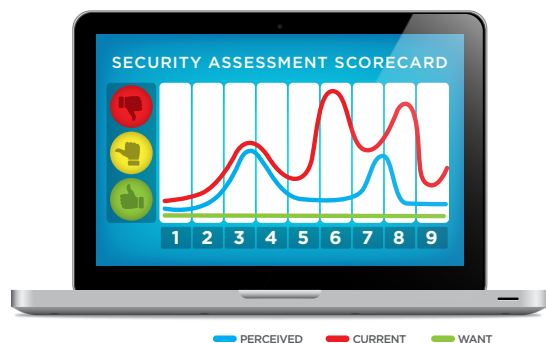 SECURITY ASSESSMENT SCORECARD
1 2 3 4 5 6 7 8 9
PERCEIVED CURRENT WANT